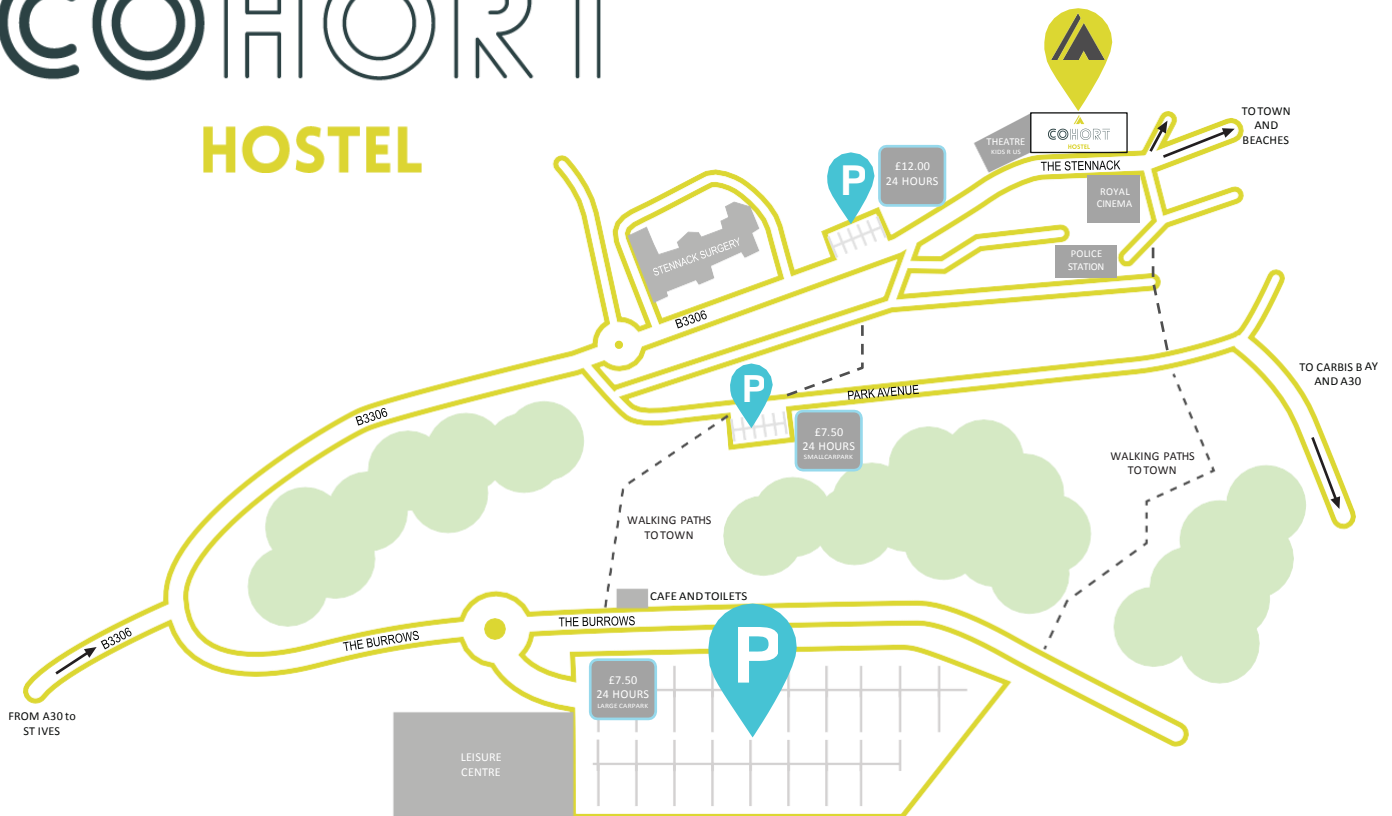 COHORT
HOSTEL
TO TOWN
AND
BEACHES
THEATRE
KIDS R US
COHORT
HOSTEL
THE STENNACK
£12.00
24 HOURS
P
ROYAL
CINEMA
STENNACK SURGERY
POLICE
STATION
B3306
TO CARBIS BAY
AND A30
P
PARK AVENUE
B3306
£7.50
24 HOURS
SMALL CARPARK
WALKING PATHS
TO TOWN
WALKING PATHS
TO TOWN
CAFE AND TOILETS
B3306
THE BURROWS
THE BURROWS
P
£7.50
24 HOURS
LARGE CARPARK
FROM A30 to
ST IVES
LEISURE
CENTRE